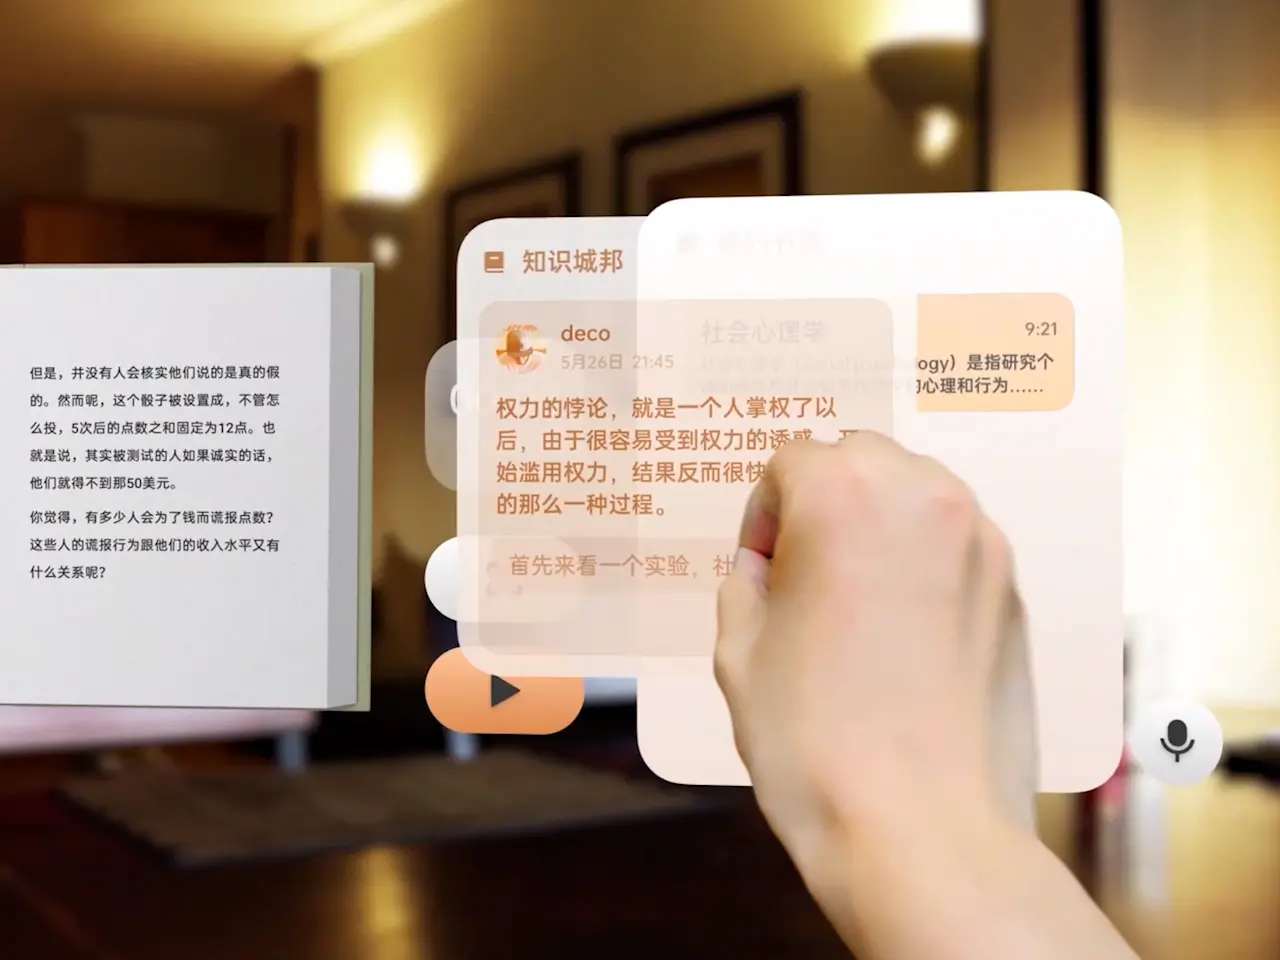 但是，并没有人会核实他们说的是真的假
的。然而呢，这个骰子被设置成，不管怎
么投，5次后的点数之和固定为12点。也
就是说，其实被测试的人如果诚实的话，
他们就得不到那50美元。
你觉得，有多少人会为了钱而谎报点数？
这些人的谎报行为跟他们的收入水平又有
什么关系呢？
知识城邦
deco
5月26日 21:45
权力的悖论，就是一个人掌权了以
后，由于很容易受到权力的诱惑，开
始滥用权力，结果反而很快
的那么一种过程。
首先来看一个实验，社
社会心理学
9:21
ogy）是指研究个
的心理和行为……